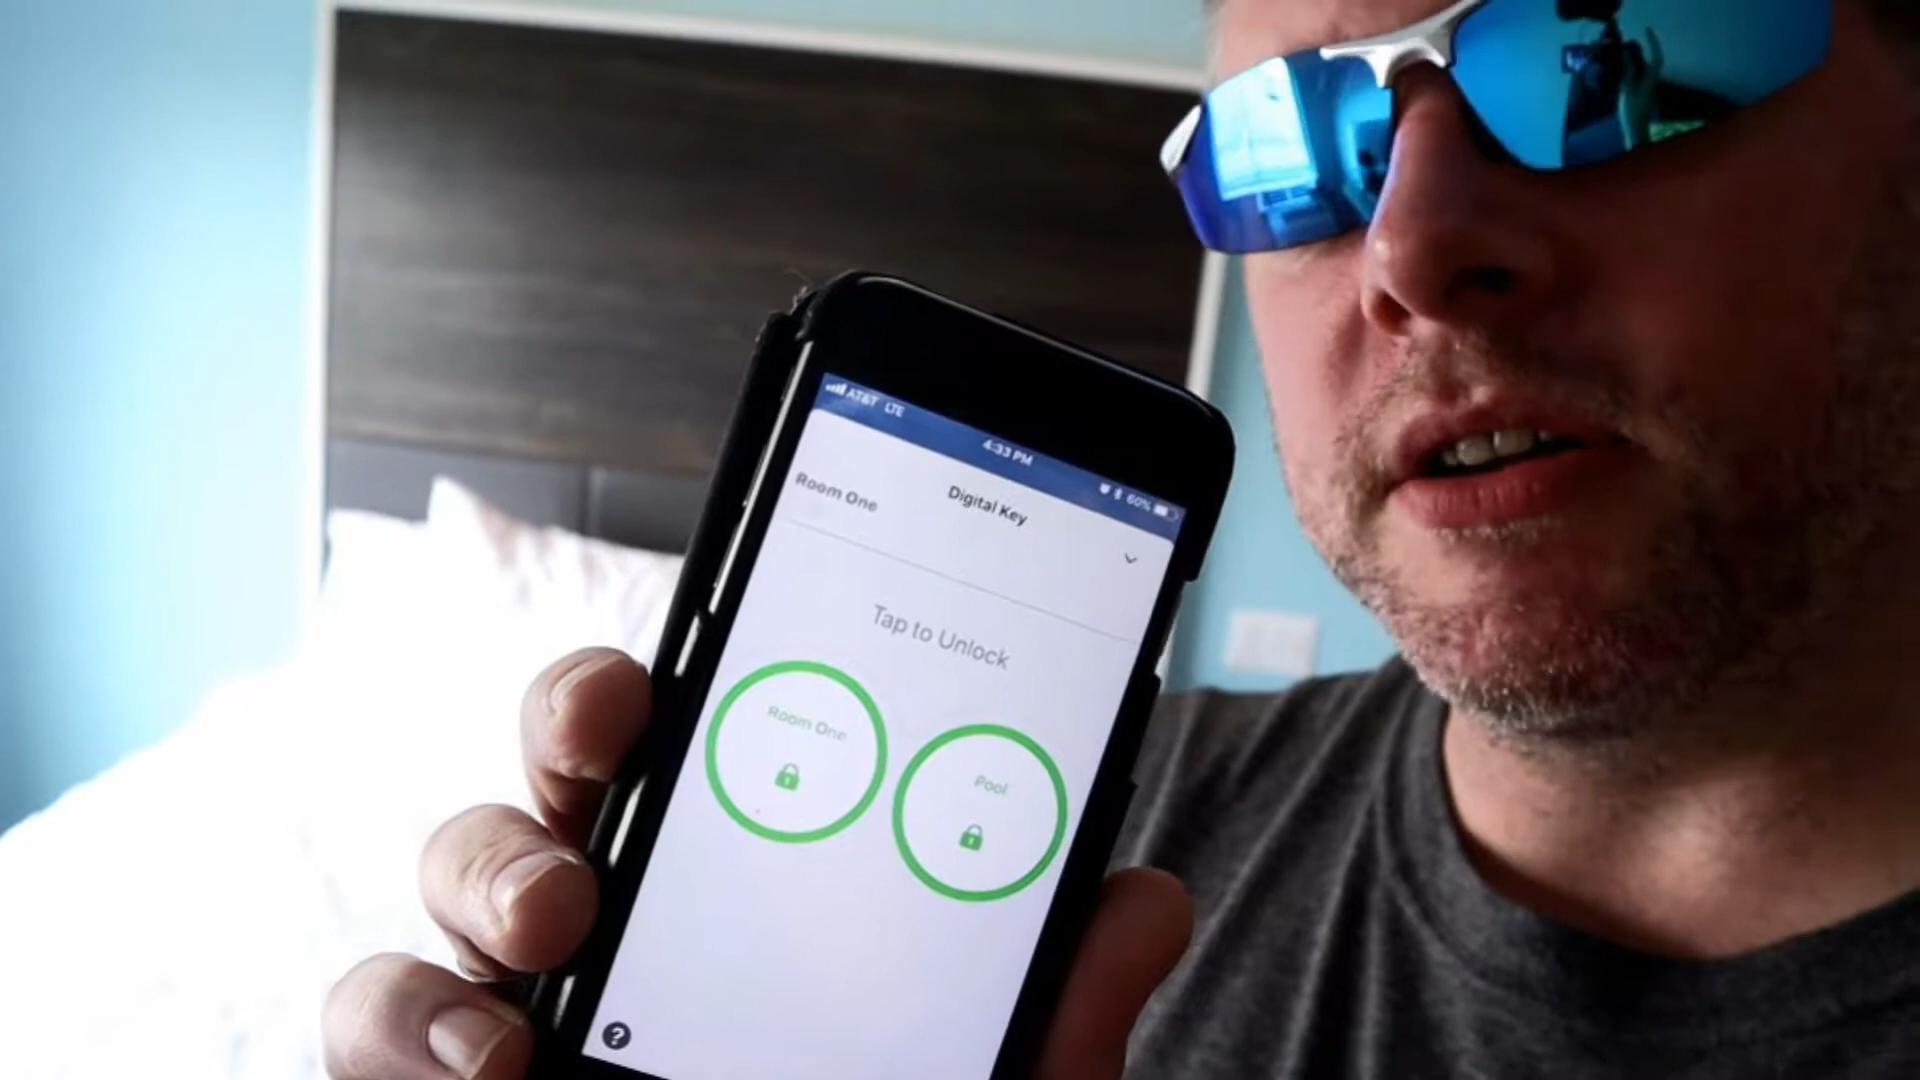 AT&T LTE
4:33 PM
60%
Digital Key
Room One
Tap to Unlock
Room One
Pool
?